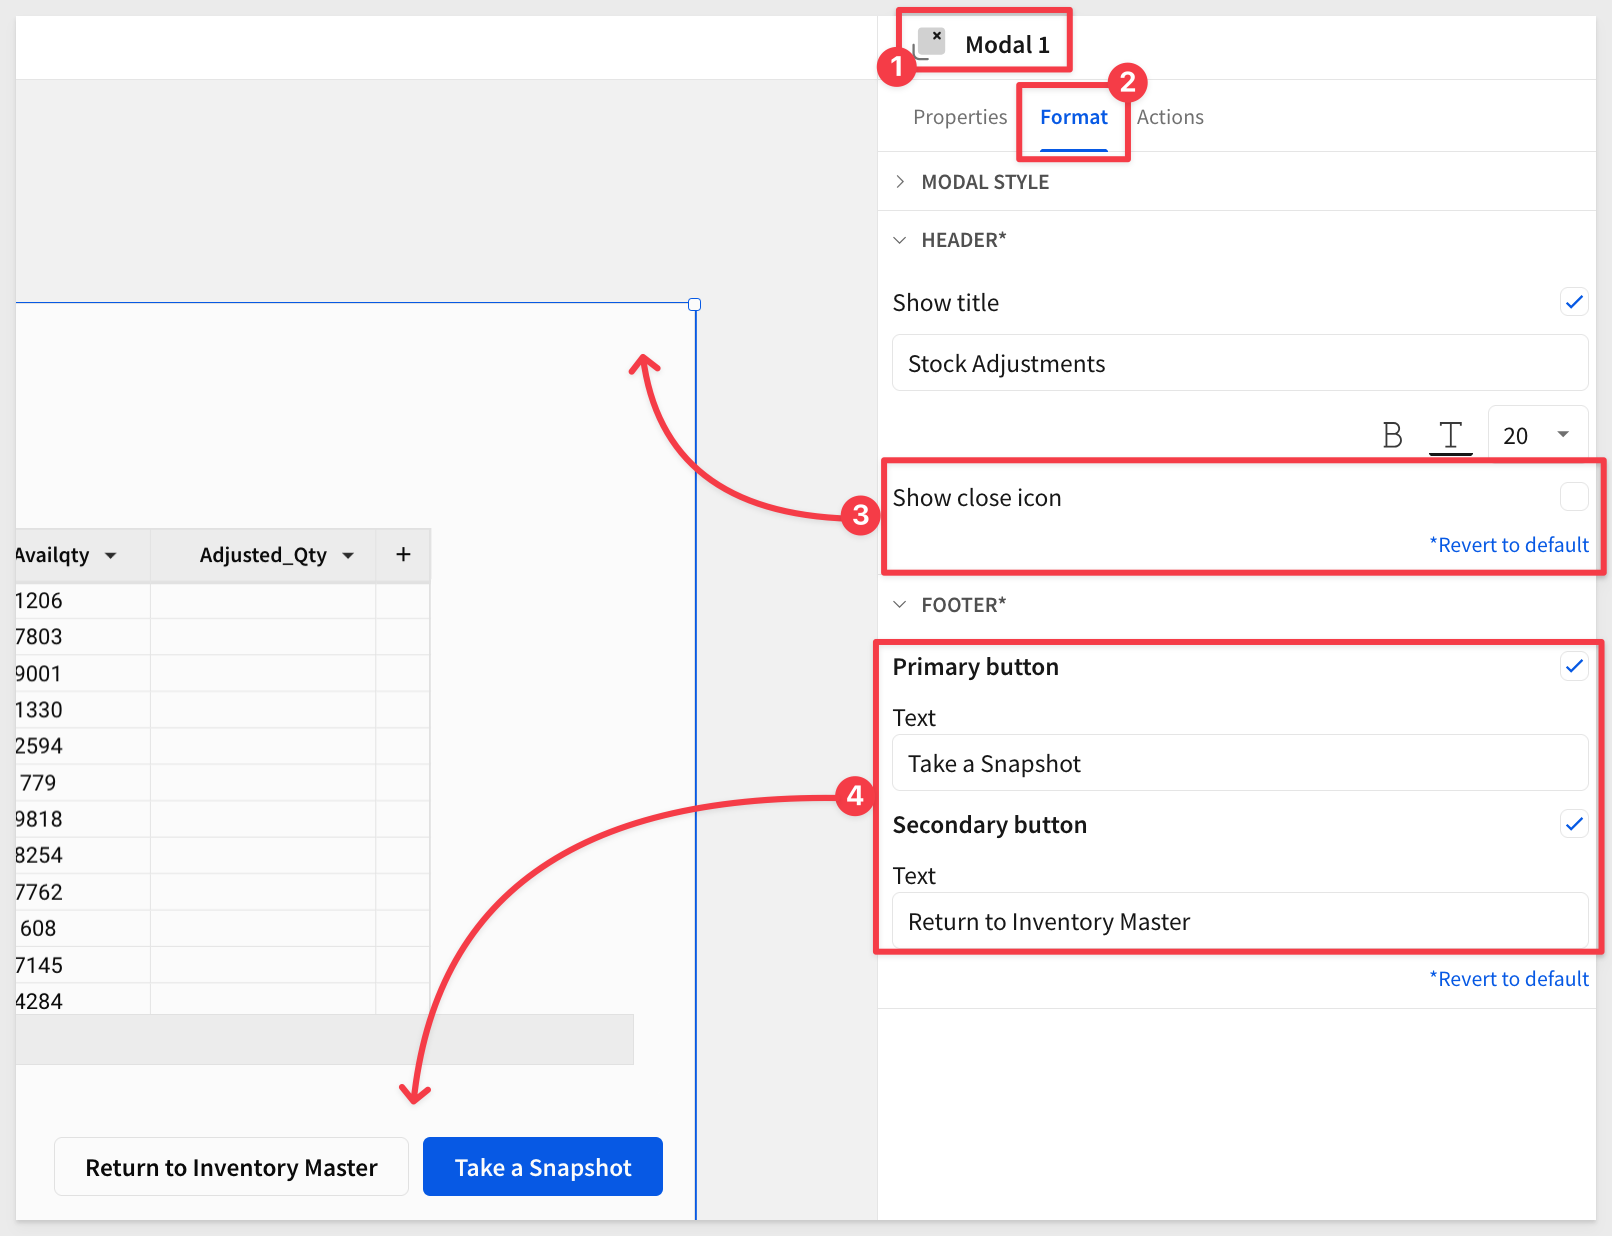 1
Modal 1
2
Properties
Format
Actions
MODAL STYLE
HEADER*
Show title
Stock Adjustments
B T 20
3
Show close icon
*Revert to default
FOOTER*
Primary button
Text
Take a Snapshot
4
Secondary button
Text
Return to Inventory Master
*Revert to default
Availqty Adjusted_Qty +
1206
7803
9001
1330
2594
779
9818
8254
7762
608
7145
4284
Return to Inventory Master
Take a Snapshot